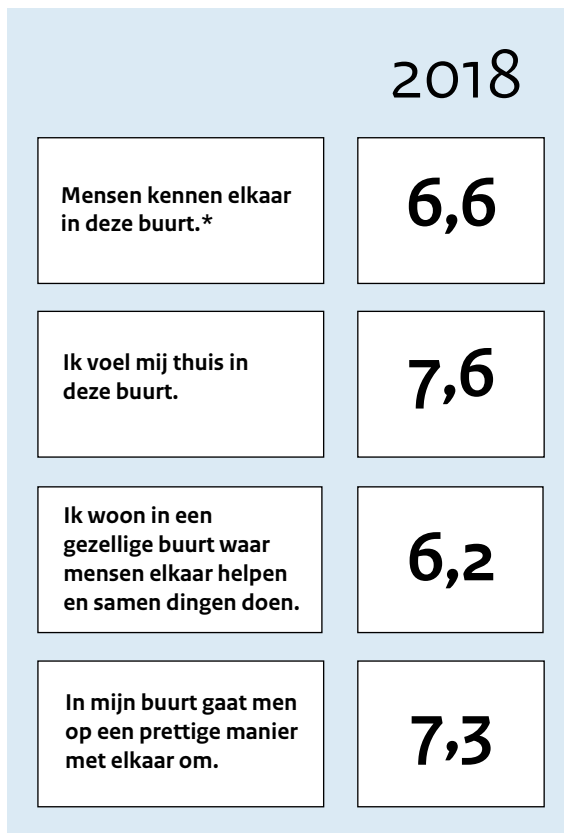 2018
Mensen kennen elkaar
in deze buurt.*
6,6
Ik voel mij thuis in
deze buurt.
7,6
Ik woon in een
gezellige buurt waar
mensen elkaar helpen
en samen dingen doen.
6,2
In mijn buurt gaat men
op een prettige manier
met elkaar om.
7,3